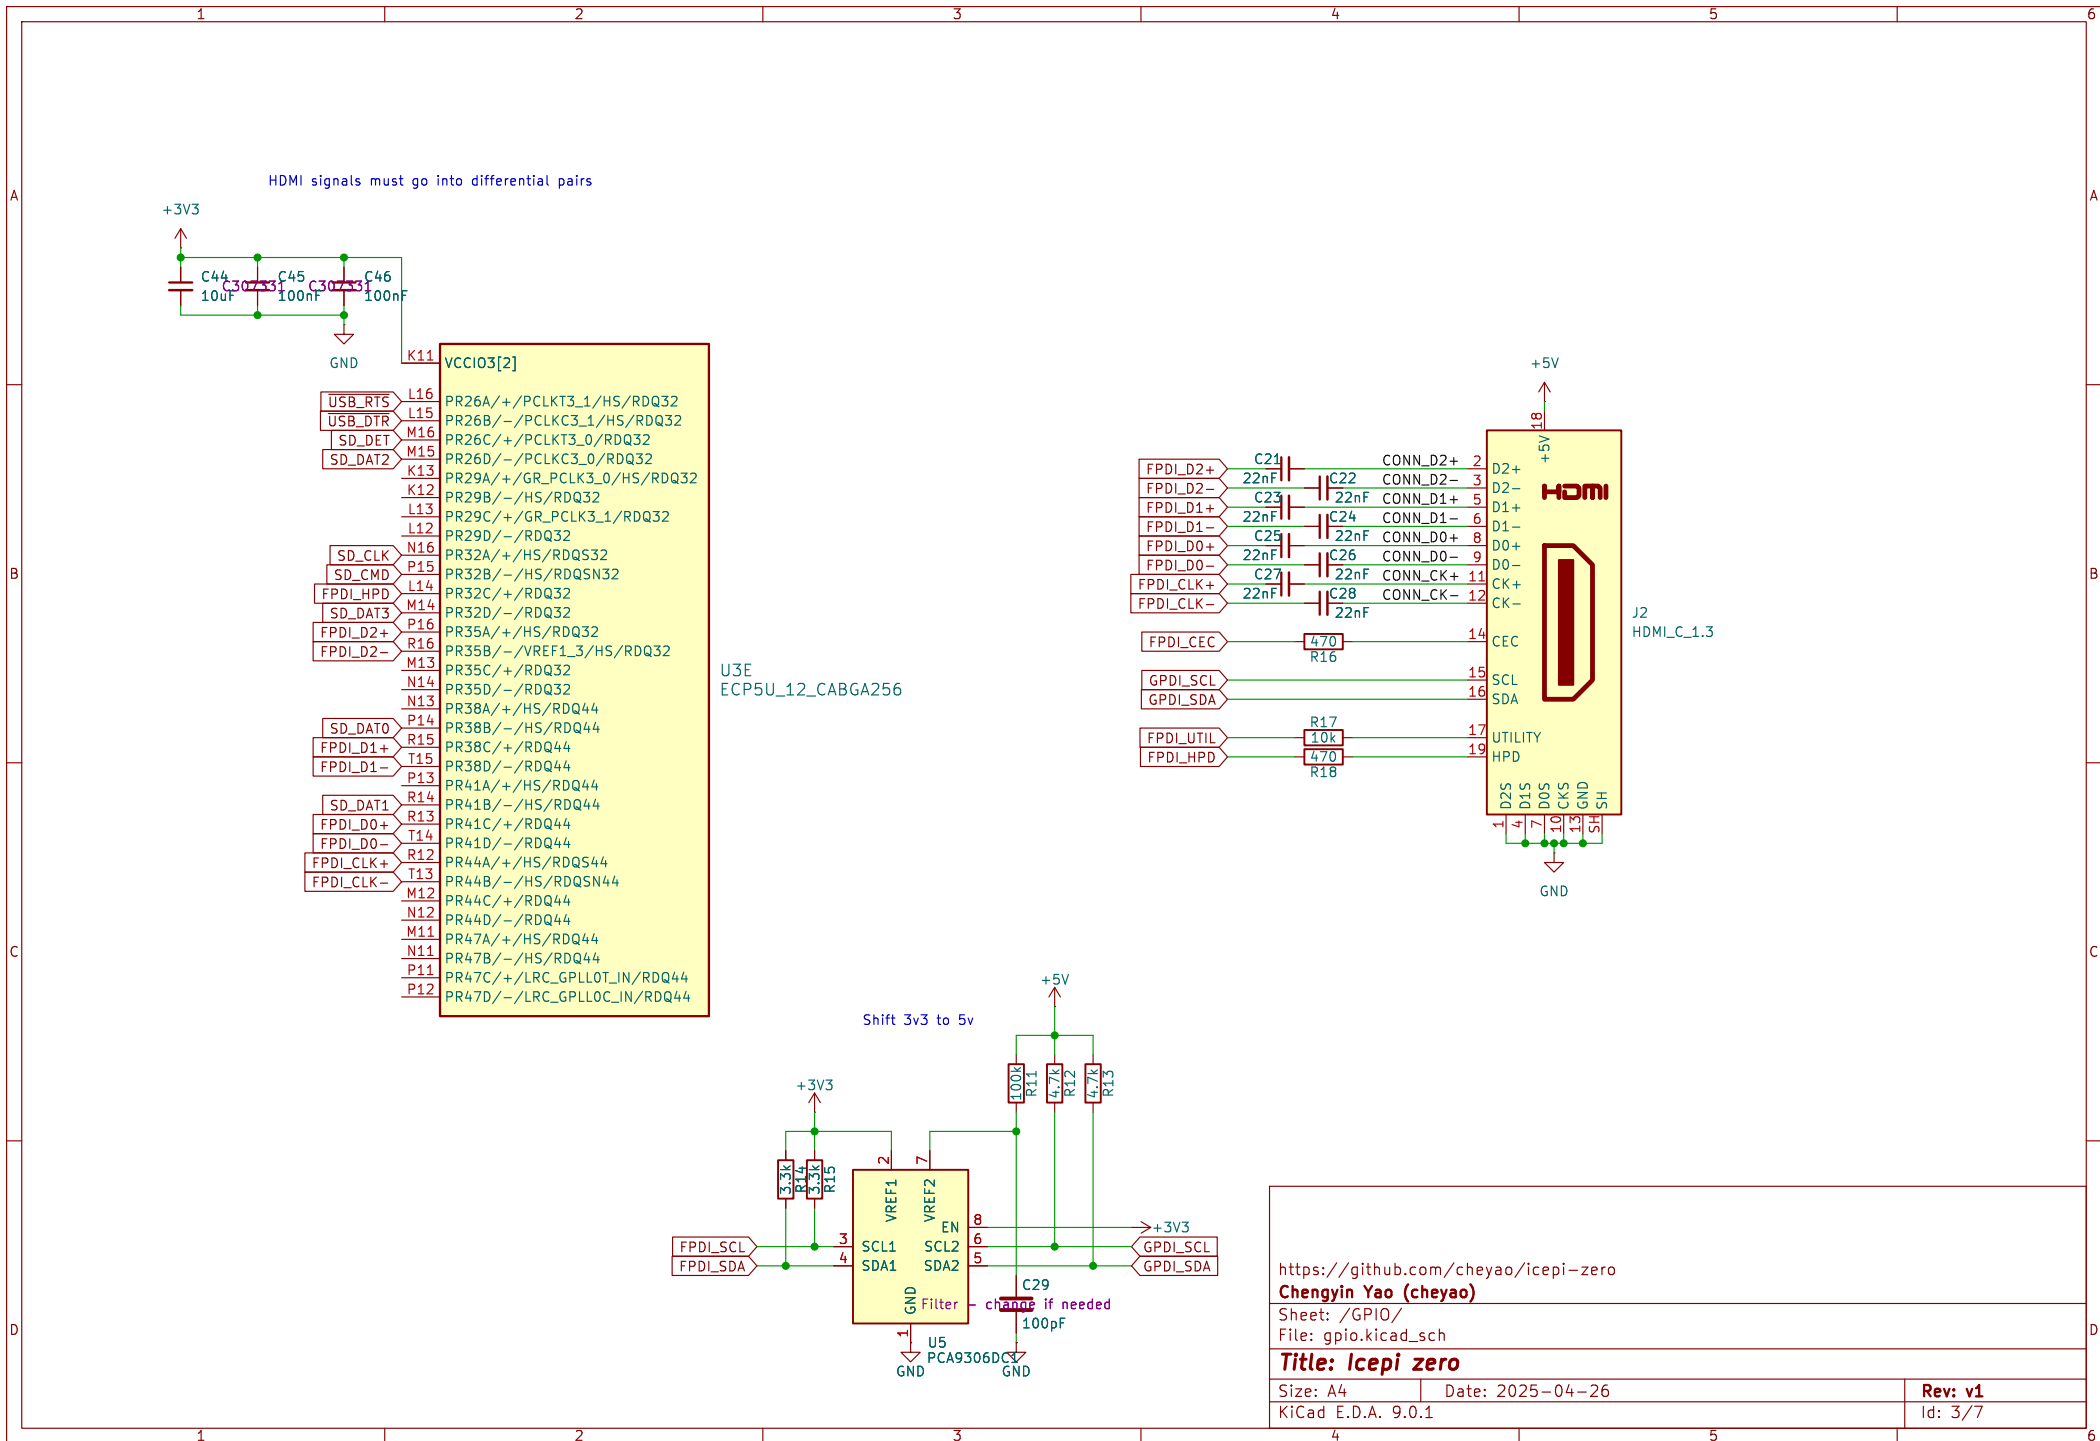 1 2 3 4 5 6
A A
B B
C C
D D
HDMI signals must go into differential pairs
+3V3
C44
10uF
C307331
C45
100nF
C307331
C46
100nF
GND
K11 VCCIO3[2]
USB_RTS L16 PR26A/+/PCLKT3_1/HS/RDQ32
USB_DTR L15 PR26B/-/PCLKC3_1/HS/RDQ32
SD_DET M16 PR26C/+/PCLKT3_0/RDQ32
SD_DAT2 M15 PR26D/-/PCLKC3_0/RDQ32
K13 PR29A/+/GR_PCLK3_0/HS/RDQ32
K12 PR29B/-/HS/RDQ32
L13 PR29C/+/GR_PCLK3_1/RDQ32
L12 PR29D/-/RDQ32
SD_CLK N16 PR32A/+/HS/RDQS32
SD_CMD P15 PR32B/-/HS/RDQSN32
FPDI_HPD L14 PR32C/+/RDQ32
SD_DAT3 M14 PR32D/-/RDQ32
FPDI_D2+ P16 PR35A/+/HS/RDQ32
FPDI_D2- R16 PR35B/-/VREF1_3/HS/RDQ32
M13 PR35C/+/RDQ32
N14 PR35D/-/RDQ32
N13 PR38A/+/HS/RDQ44
SD_DAT0 P14 PR38B/-/HS/RDQ44
FPDI_D1+ R15 PR38C/+/RDQ44
FPDI_D1- T15 PR38D/-/RDQ44
P13 PR41A/+/HS/RDQ44
SD_DAT1 R14 PR41B/-/HS/RDQ44
FPDI_D0+ R13 PR41C/+/RDQ44
FPDI_D0- T14 PR41D/-/RDQ44
FPDI_CLK+ R12 PR44A/+/HS/RDQS44
FPDI_CLK- T13 PR44B/-/HS/RDQSN44
M12 PR44C/+/RDQ44
N12 PR44D/-/RDQ44
M11 PR47A/+/HS/RDQ44
N11 PR47B/-/HS/RDQ44
P11 PR47C/+/LRC_GPLL0T_IN/RDQ44
P12 PR47D/-/LRC_GPLL0C_IN/RDQ44
U3E
ECP5U_12_CABGA256
+5V
18
+5V
HDMI
FPDI_D2+ C21 22nF CONN_D2+ 2 D2+
FPDI_D2- C22 22nF CONN_D2- 3 D2-
FPDI_D1+ C23 22nF CONN_D1+ 5 D1+
FPDI_D1- C24 22nF CONN_D1- 6 D1-
FPDI_D0+ C25 22nF CONN_D0+ 8 D0+
FPDI_D0- C26 22nF CONN_D0- 9 D0-
FPDI_CLK+ C27 22nF CONN_CK+ 11 CK+
FPDI_CLK- C28 22nF CONN_CK- 12 CK-
FPDI_CEC 470 R16 14 CEC
GPDI_SCL 15 SCL
GPDI_SDA 16 SDA
FPDI_UTIL R17 10k 17 UTILITY
FPDI_HPD 470 R18 19 HPD
J2
HDMI_C_1.3
D2S D1S D0S CKS GND SH
1 4 7 10 13 SH
GND
Shift 3v3 to 5v
+5V
100k R11
4.7k R12
4.7k R13
+3V3
3.3k R14
3.3k R15
2 VREF1
7 VREF2
8 EN +3V3
FPDI_SCL 3 SCL1
SCL2 6 GPDI_SCL
FPDI_SDA 4 SDA1
SDA2 5 GPDI_SDA
GND 1
C29
Filter - change if needed
100pF
U5
PCA9306DC1
GND
GND
https://github.com/cheyao/icepi-zero
Chengyin Yao (cheyao)
Sheet: /GPIO/
File: gpio.kicad_sch
Title: Icepi zero
Size: A4 Date: 2025-04-26 Rev: v1
KiCad E.D.A. 9.0.1 Id: 3/7
1 2 3 4 5 6